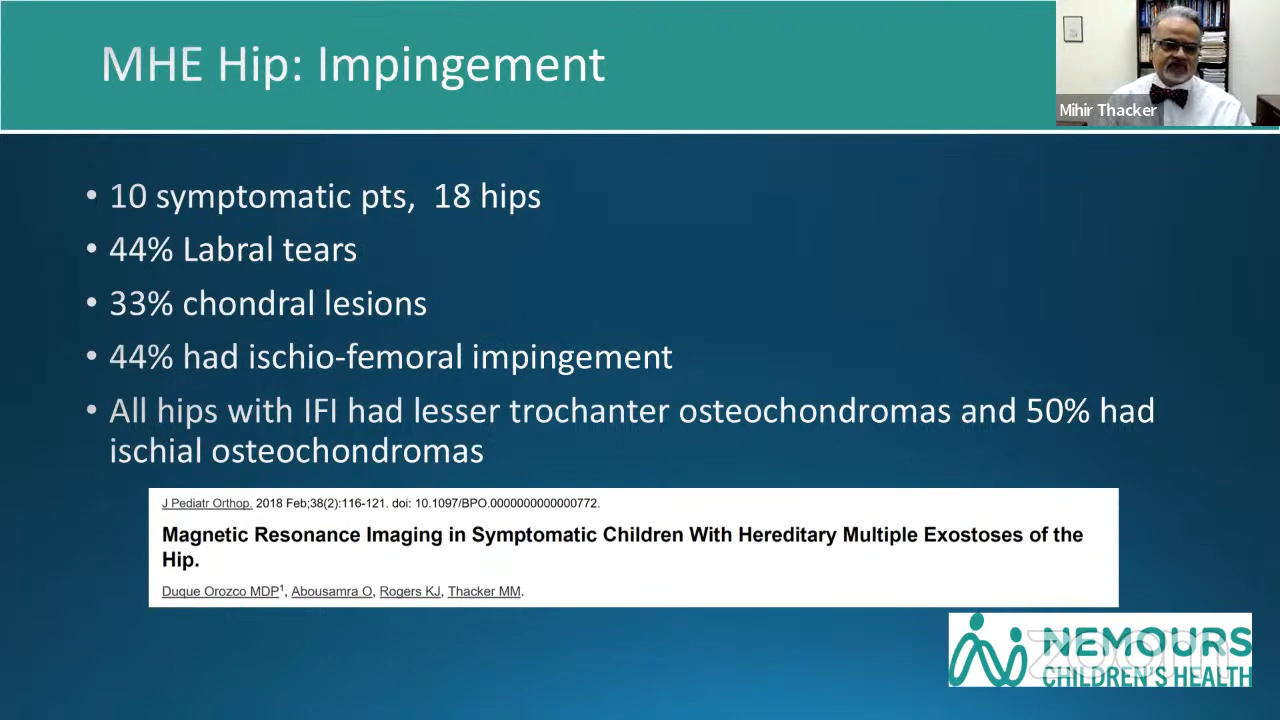 MHE Hip: Impingement
Mihir Thacker
• 10 symptomatic pts, 18 hips
• 44% Labral tears
• 33% chondral lesions
• 44% had ischio-femoral impingement
• All hips with IFI had lesser trochanter osteochondromas and 50% had
ischial osteochondromas
J Pediatr Orthop. 2018 Feb;38(2):116-121. doi: 10.1097/BPO.0000000000000772.
Magnetic Resonance Imaging in Symptomatic Children With Hereditary Multiple Exostoses of the
Hip.
Duque Orozco MDP1, Abousamra O, Rogers KJ, Thacker MM.
NEMOURS
CHILDREN'S HEALTH
zoom